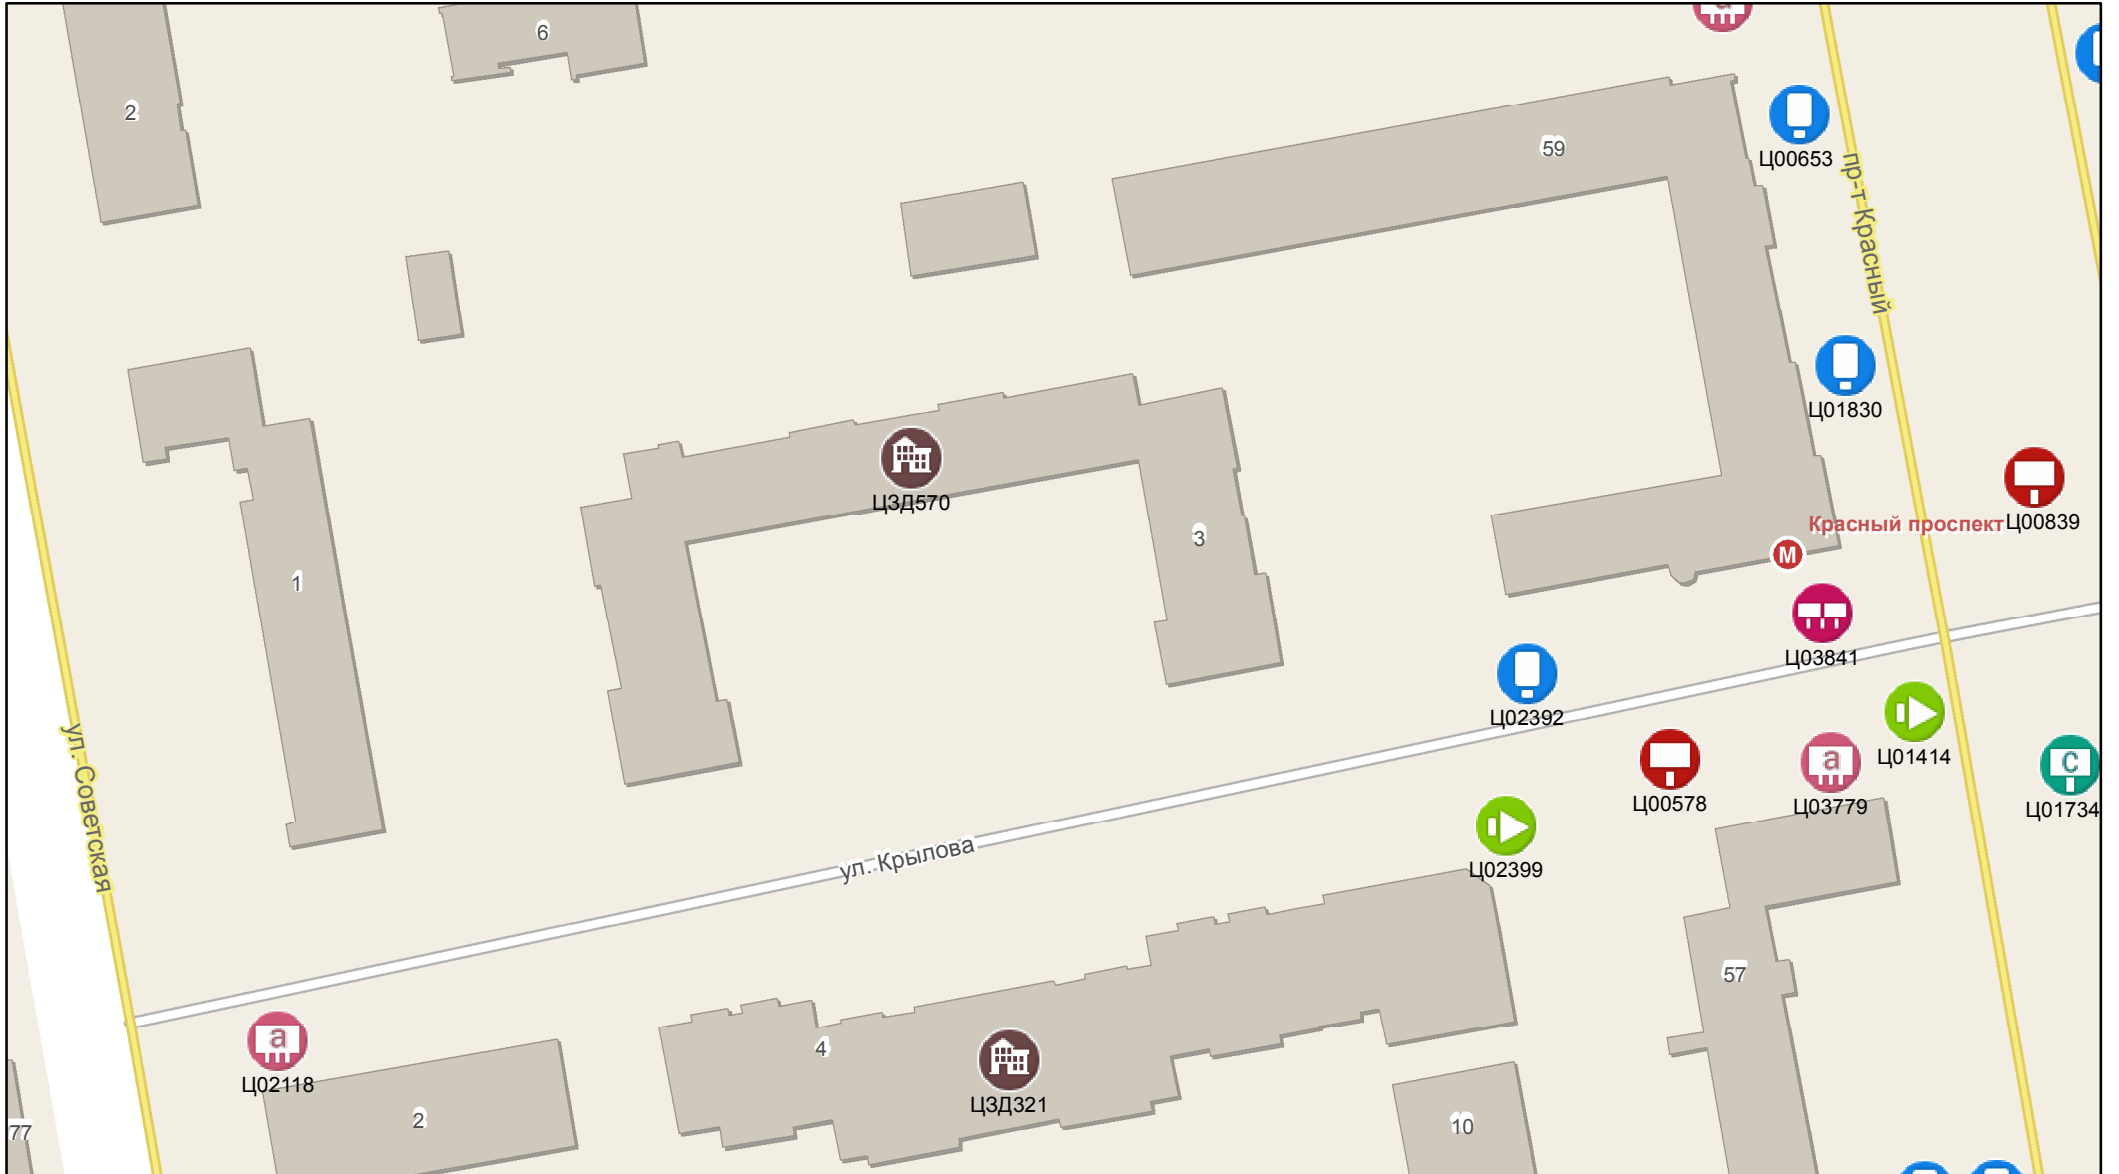 6
2
59
Ц00653
пр-т Красный
Ц01830
ЦЗД570
Ц00839
Красный проспект
3
М
1
Ц03841
Ц02392
Ц01414
а
С
Ц00578
Ц03779
Ц01734
ул. Советская
ул. Крылова
Ц02399
57
а
4
Ц02118
ЦЗД321
2
10
77